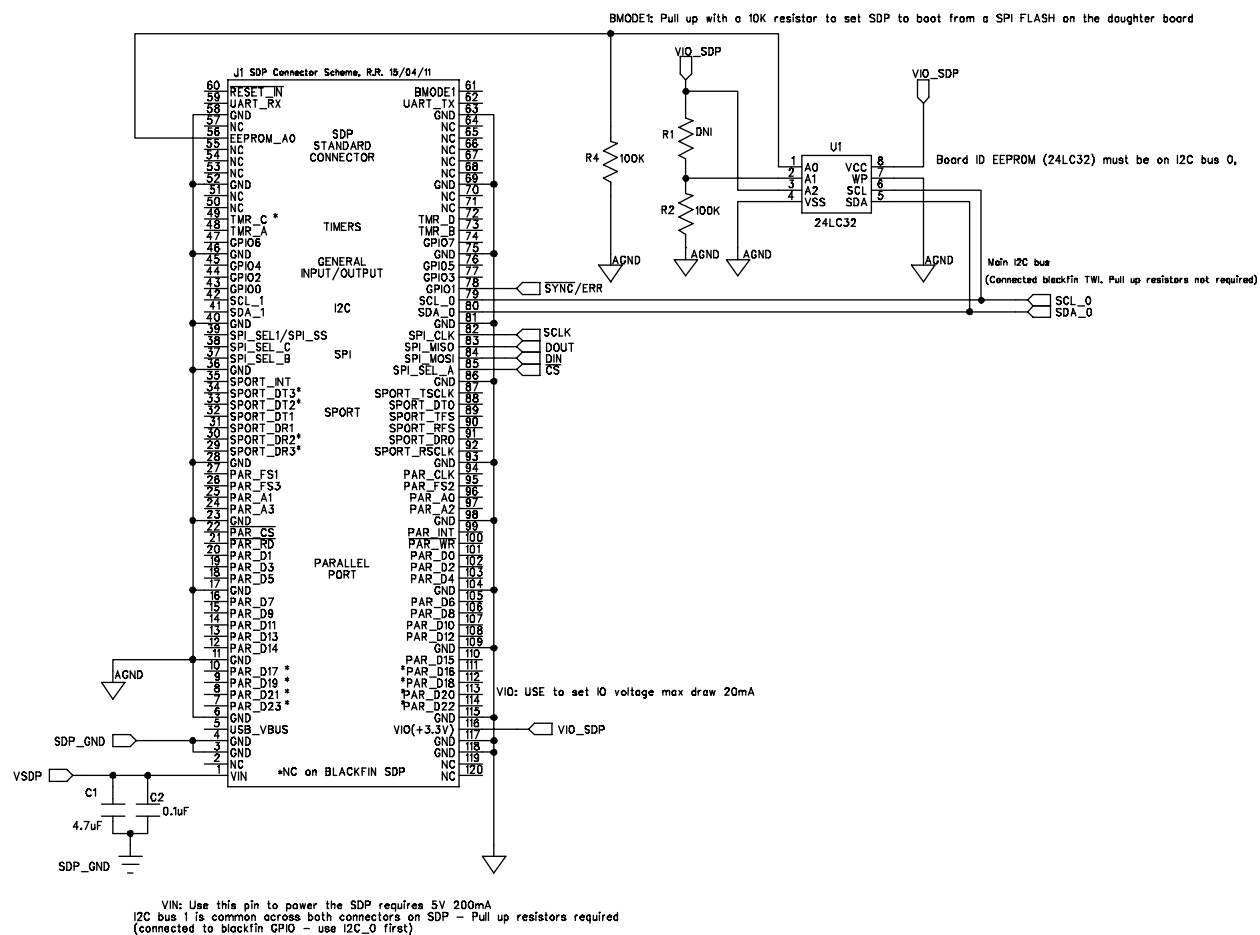 BMODE1: Pull up with a 10K resistor to set SDP to boot from a SPI FLASH on the daughter board
VIO_SDP
VIO_SDP
J1 SDP Connector Scheme, R.R. 15/04/11
SDP
STANDARD
CONNECTOR
TIMERS
GENERAL
INPUT/OUTPUT
I2C
SPI
SPORT
PARALLEL
PORT
60 RESET_IN
59 UART_RX
58 GND
57 NC
56 EEPROM_A0
55 NC
54 NC
53 NC
52 GND
51 NC
50 NC
49 TMR_C *
48 TMR_A
47 GPIO6
46 GND
45 GPIO4
44 GPIO2
43 GPIO0
42 SCL_1
41 SDA_1
40 GND
39 SPI_SEL1/SPI_SS
38 SPI_SEL_C
37 SPI_SEL_B
36 GND
35 SPORT_INT
34 SPORT_DT3*
33 SPORT_DT2*
32 SPORT_DT1
31 SPORT_DR1
30 SPORT_DR2*
29 SPORT_DR3*
28 GND
27 PAR_FS1
26 PAR_FS3
25 PAR_A1
24 PAR_A3
23 GND
22 PAR_CS
21 PAR_RD
20 PAR_D1
19 PAR_D3
18 PAR_D5
17 GND
16 PAR_D7
15 PAR_D9
14 PAR_D11
13 PAR_D13
12 PAR_D14
11 GND
10 PAR_D17 *
9 PAR_D19 *
8 PAR_D21 *
7 PAR_D23 *
6 GND
5 USB_VBUS
4 GND
3 GND
2 NC
1 VIN
BMODE1 61
UART_TX 62
GND 63
NC 64
NC 65
NC 66
NC 67
NC 68
GND 69
NC 70
NC 71
TMR_D 72
TMR_B 73
GPIO7 74
GND 75
GPIO5 76
GPIO3 77
GPIO1 78
SCL_0 79
SDA_0 80
GND 81
SPI_CLK 82
SPI_MISO 83
SPI_MOSI 84
SPI_SEL_A 85
GND 86
SPORT_TSCLK 87
SPORT_DT0 88
SPORT_TFS 89
SPORT_RFS 90
SPORT_DR0 91
SPORT_RSCLK 92
GND 93
PAR_CLK 94
PAR_FS2 95
PAR_A0 96
PAR_A2 97
GND 98
PAR_INT 99
PAR_WR 100
PAR_D0 101
PAR_D2 102
PAR_D4 103
GND 104
PAR_D6 105
PAR_D8 106
PAR_D10 107
PAR_D12 108
GND 109
PAR_D15 110
*PAR_D16 111
*PAR_D18 112
*PAR_D20 113
*PAR_D22 114
GND 115
VIO(+3.3V) 116
GND 117
GND 118
NC 119
NC 120
*NC on BLACKFIN SDP
R4 100K
AGND
R1 DNI
R2 100K
AGND
AGND
U1
1 A0
2 A1
3 A2
4 VSS
VCC 8
WP 7
SCL 6
SDA 5
24LC32
Board ID EEPROM (24LC32) must be on I2C bus 0,
AGND
Main I2C bus
(Connected blackfin TWI. Pull up resistors not required)
SCL_0
SDA_0
SYNC/ERR
SCLK
DOUT
DIN
CS
AGND
VIO: USE to set IO voltage max draw 20mA
VIO_SDP
SDP_GND
VSDP
C1
4.7uF
C2
0.1uF
SDP_GND
VIN: Use this pin to power the SDP requires 5V 200mA
I2C bus 1 is common across both connectors on SDP – Pull up resistors required
(connected to blackfin GPIO – use I2C_0 first)